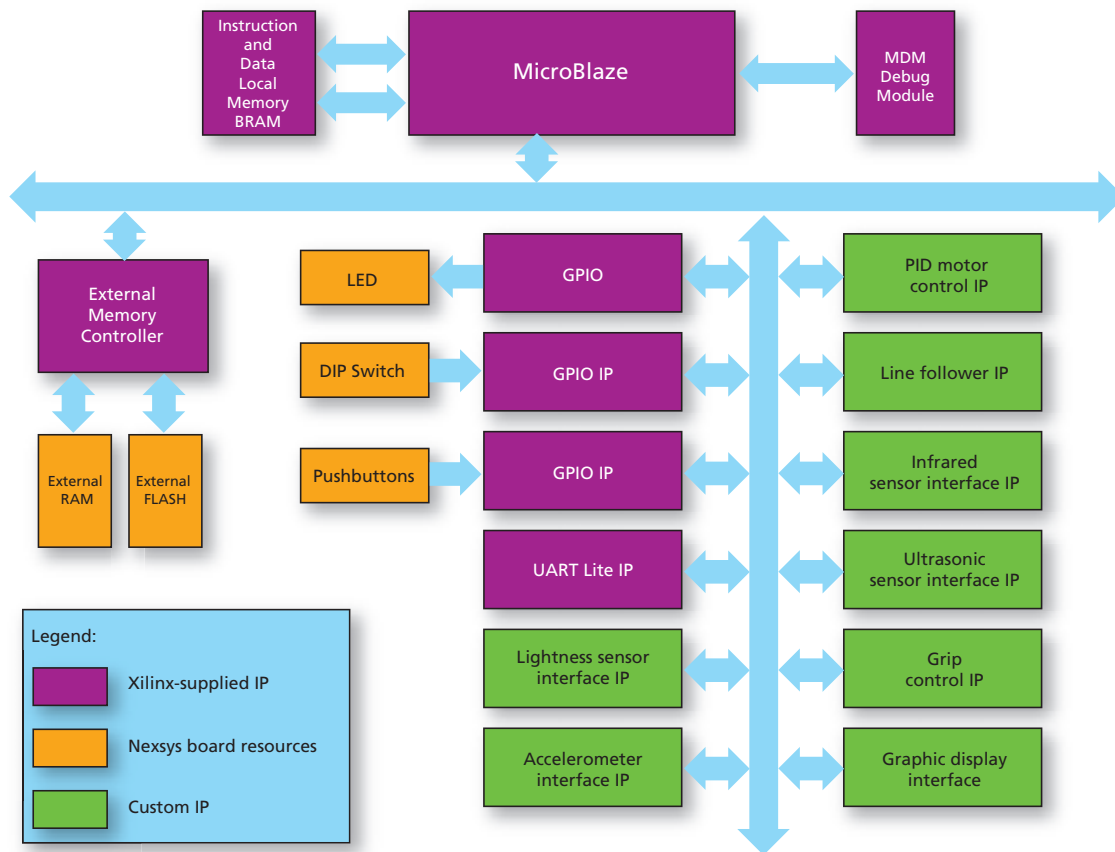 Instruction
and
Data
Local
Memory
BRAM
MicroBlaze
MDM
Debug
Module
External
Memory
Controller
External
RAM
External
FLASH
LED
GPIO
PID motor
control IP
DIP Switch
GPIO IP
Line follower IP
Pushbuttons
GPIO IP
Infrared
sensor interface IP
UART Lite IP
Ultrasonic
sensor interface IP
Lightness sensor
interface IP
Grip
control IP
Accelerometer
interface IP
Graphic display
interface
Legend:
Xilinx-supplied IP
Nexsys board resources
Custom IP